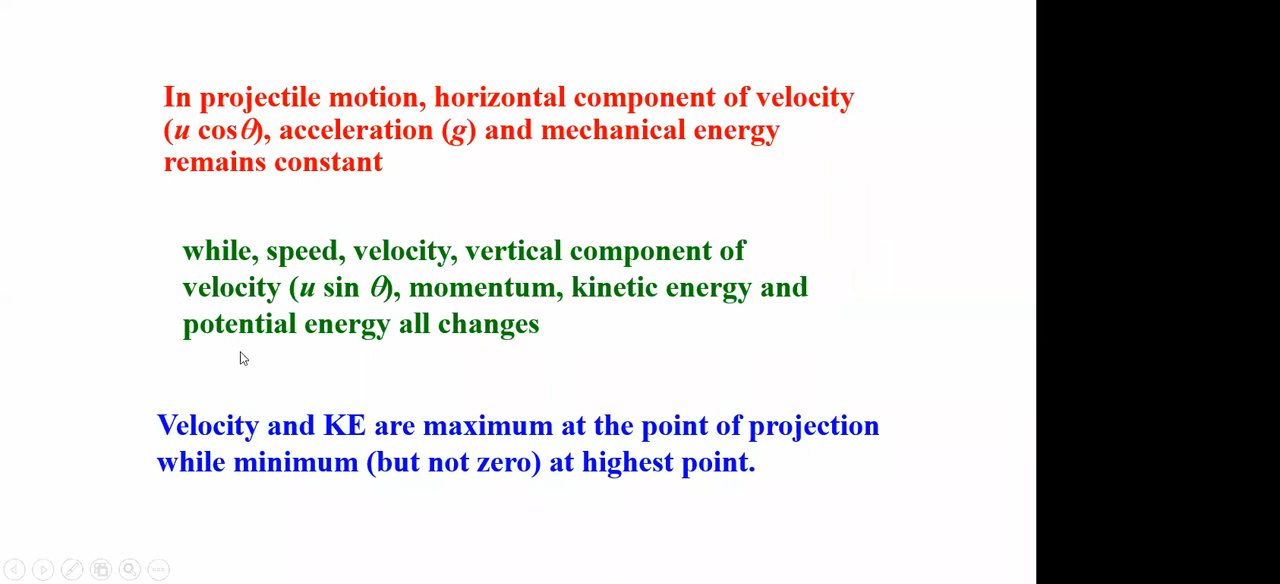 In projectile motion, horizontal component of velocity
(u cosθ), acceleration (g) and mechanical energy
remains constant
while, speed, velocity, vertical component of
velocity (u sin θ), momentum, kinetic energy and
potential energy all changes
Velocity and KE are maximum at the point of projection
while minimum (but not zero) at highest point.